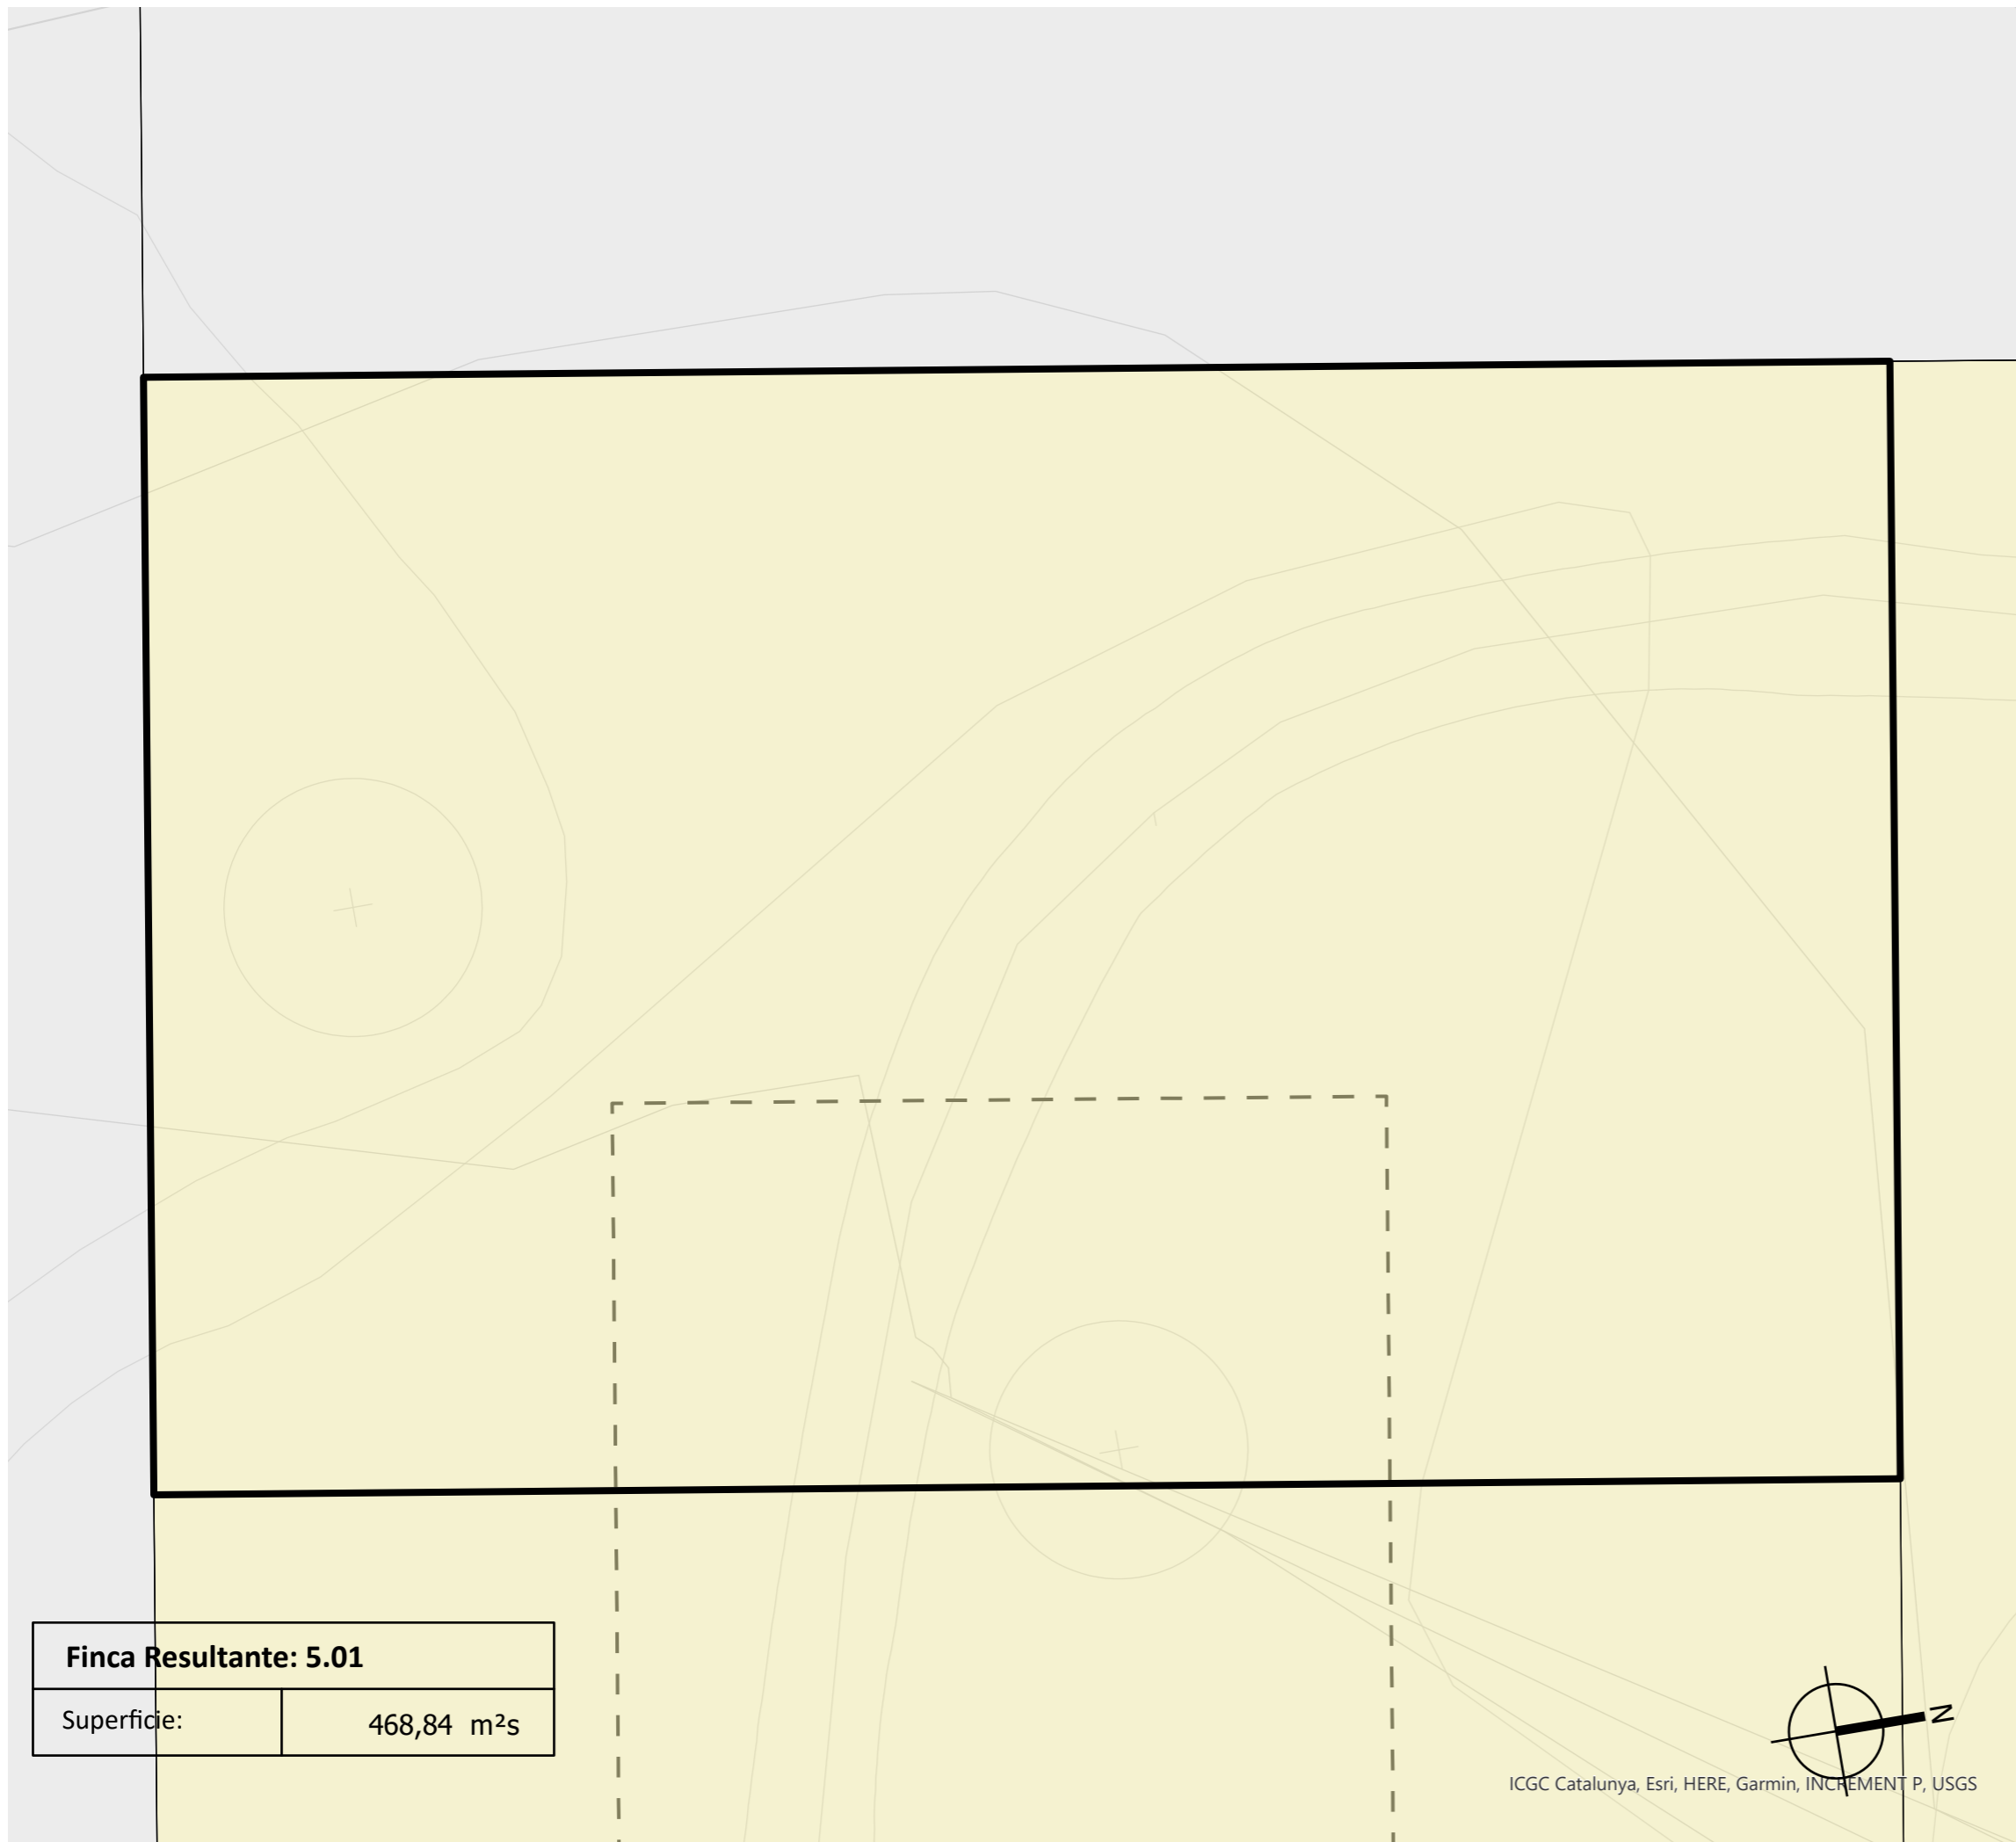 Finca Resultante: 5.01
Superficie: 468,84 m²s
N
ICGC Catalunya, Esri, HERE, Garmin, INCREMENT P, USGS